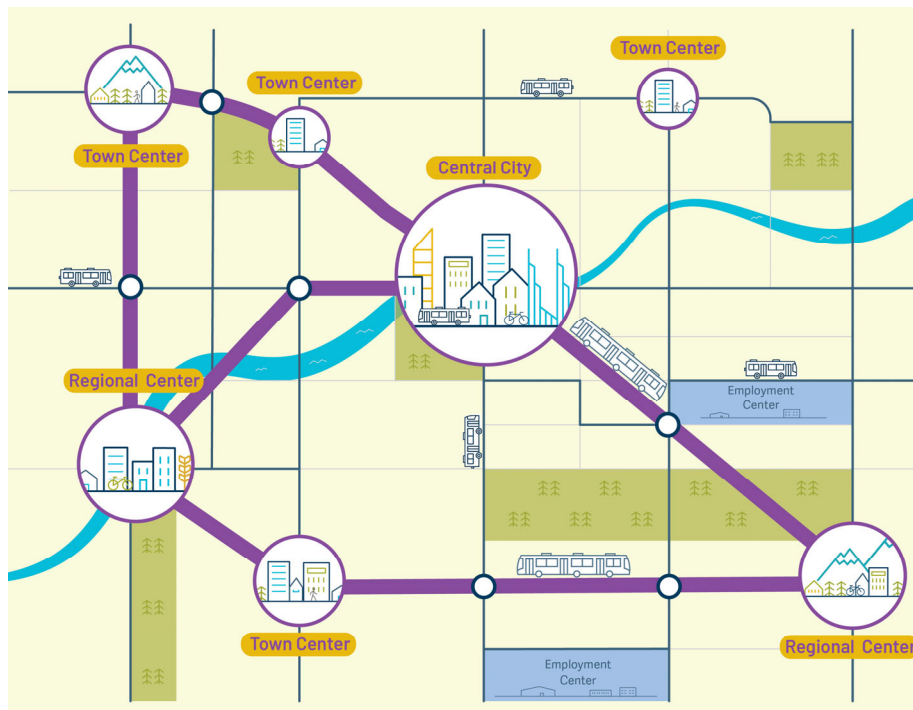 Town Center
Town Center
Town Center
Central City
Regional Center
Employment
Center
Town Center
Regional Center
Employment
Center